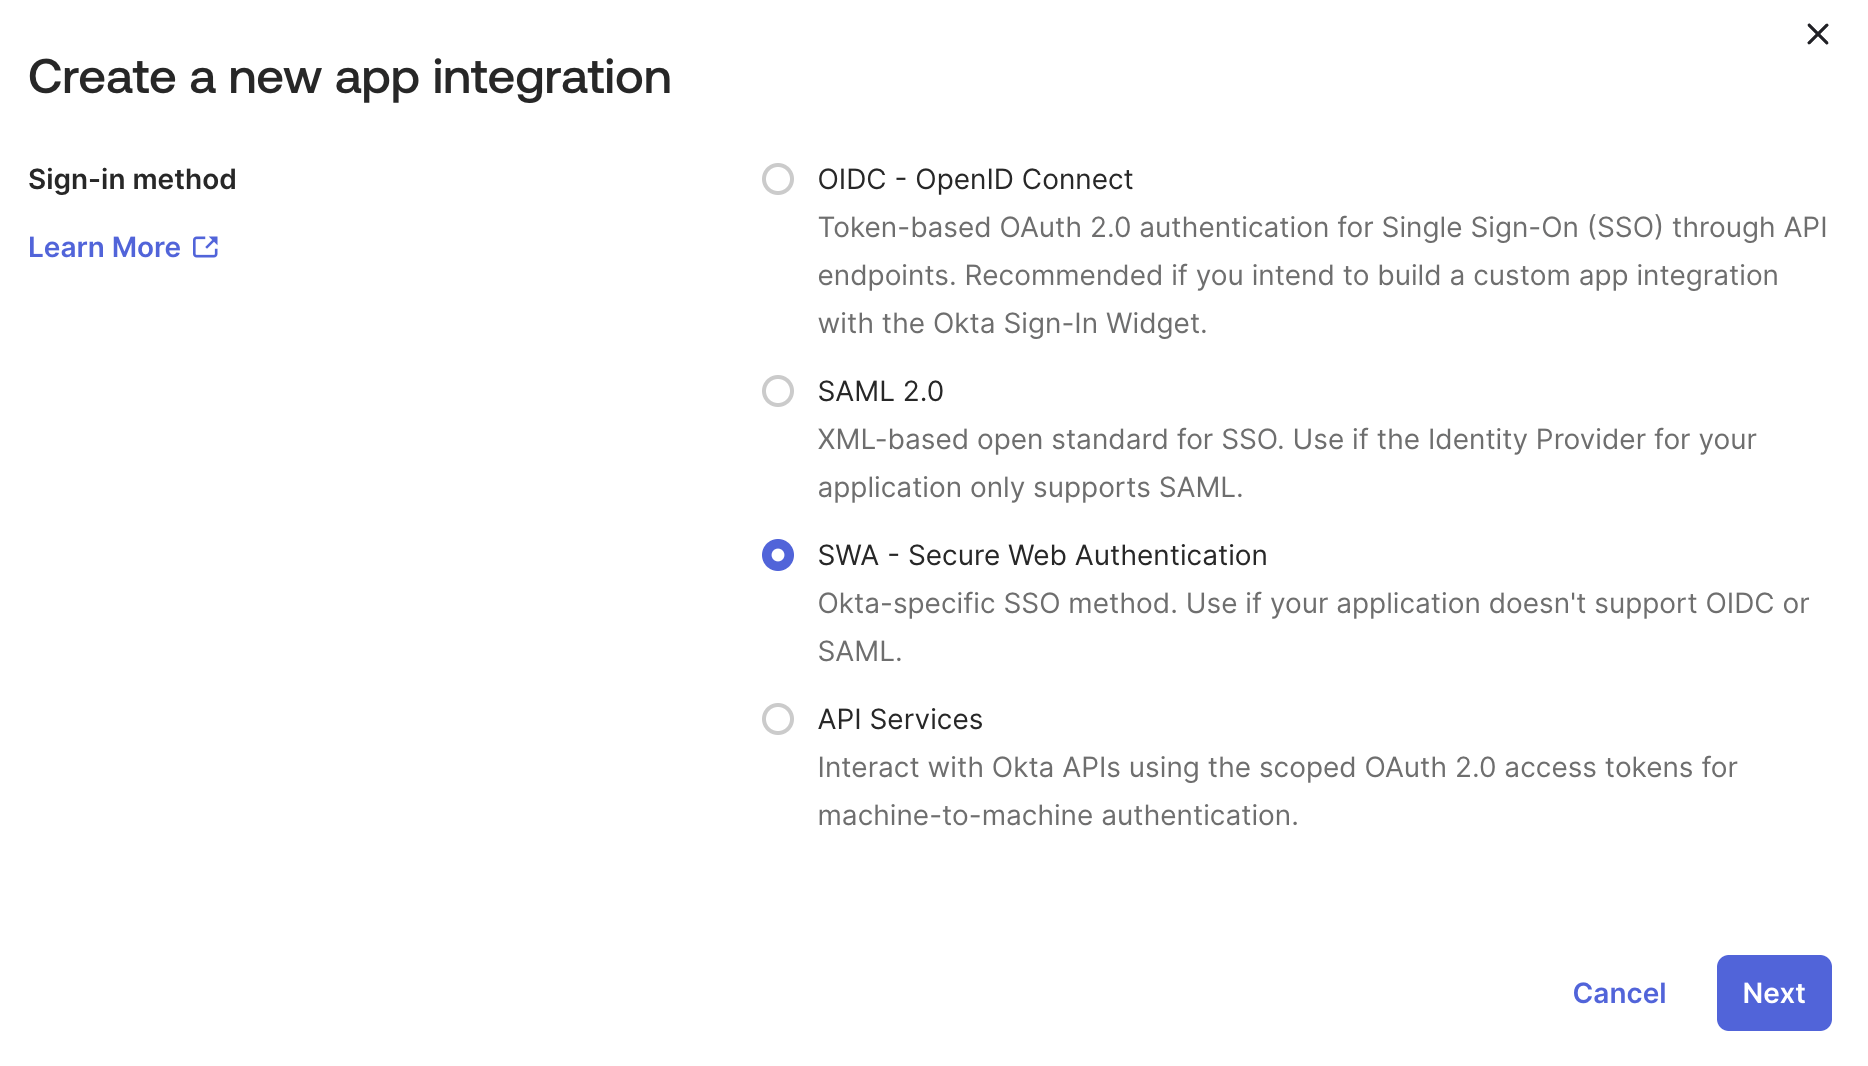 Create a new app integration
Sign-in method
Learn More
OIDC - OpenID Connect
Token-based OAuth 2.0 authentication for Single Sign-On (SSO) through API
endpoints. Recommended if you intend to build a custom app integration
with the Okta Sign-In Widget.
SAML 2.0
XML-based open standard for SSO. Use if the Identity Provider for your
application only supports SAML.
SWA - Secure Web Authentication
Okta-specific SSO method. Use if your application doesn't support OIDC or
SAML.
API Services
Interact with Okta APIs using the scoped OAuth 2.0 access tokens for
machine-to-machine authentication.
Cancel
Next